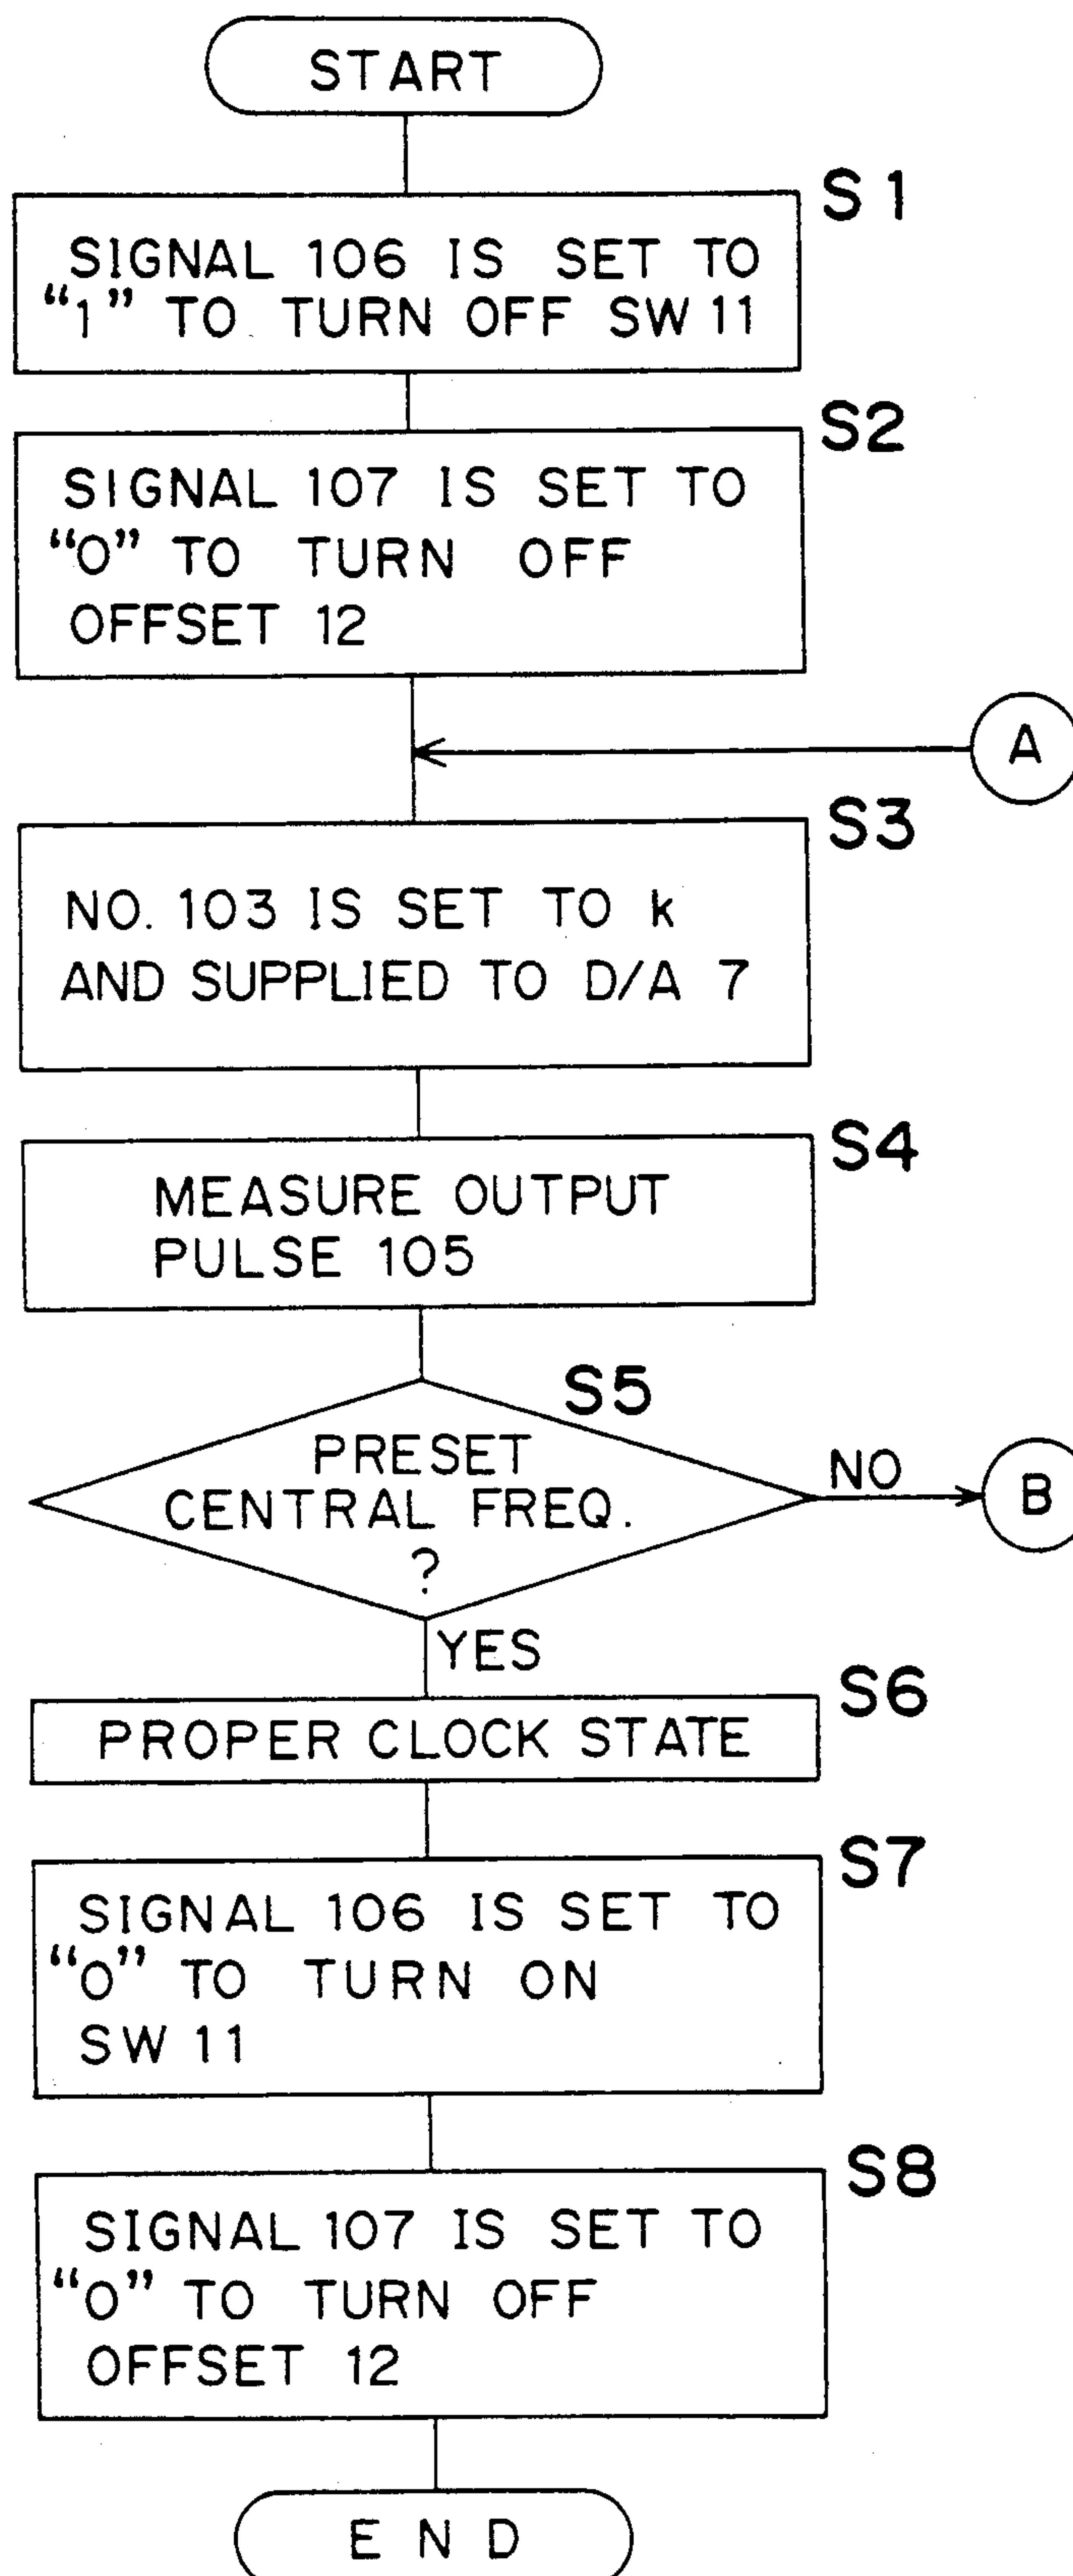 START
S1
SIGNAL 106 IS SET TO
“1” TO TURN OFF SW 11
S2
SIGNAL 107 IS SET TO
“0” TO TURN OFF
OFFSET 12
A
S3
NO. 103 IS SET TO k
AND SUPPLIED TO D/A 7
S4
MEASURE OUTPUT
PULSE 105
S5
PRESET
CENTRAL FREQ.
?
NO
B
YES
S6
PROPER CLOCK STATE
S7
SIGNAL 106 IS SET TO
“0” TO TURN ON
SW 11
S8
SIGNAL 107 IS SET TO
“0” TO TURN OFF
OFFSET 12
END